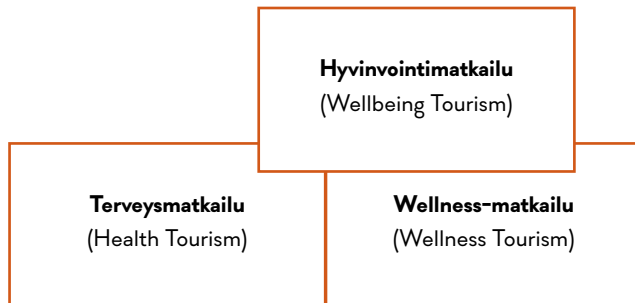 Hyvinvointimatkailu
(Wellbeing Tourism)
Terveysmatkailu
(Health Tourism)
Wellness-matkailu
(Wellness Tourism)